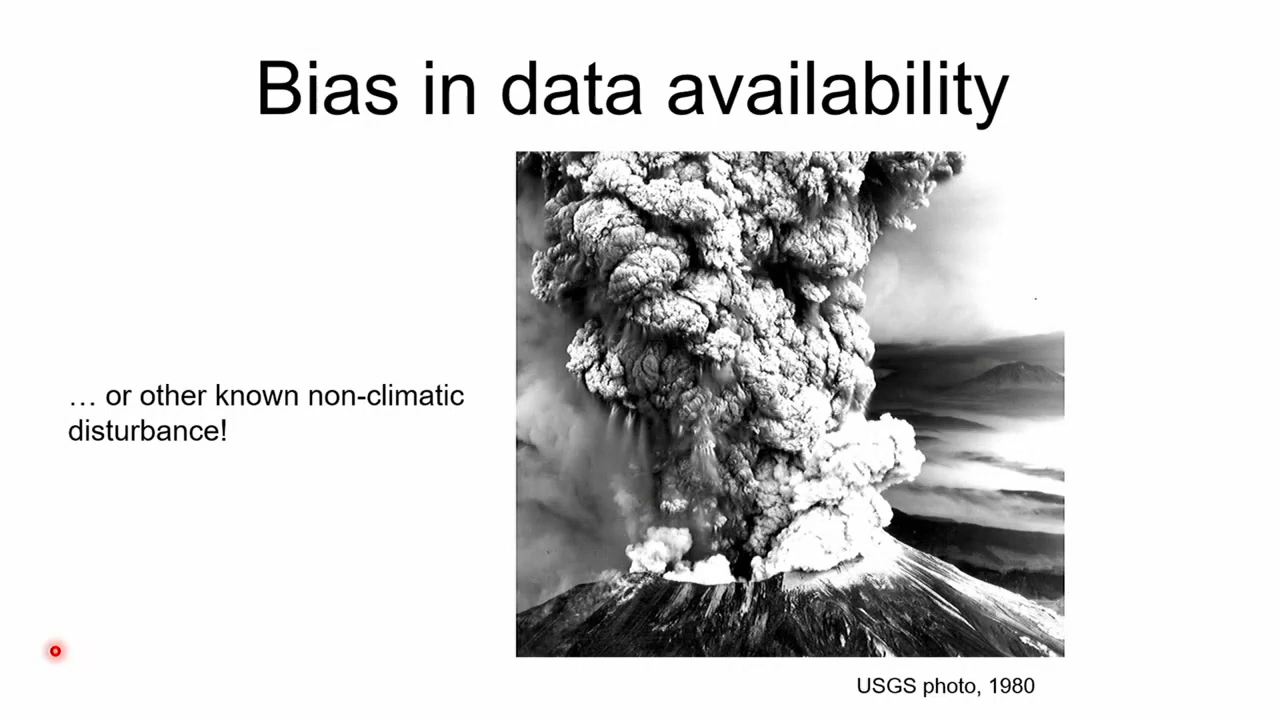 Bias in data availability
… or other known non-climatic
disturbance!
USGS photo, 1980